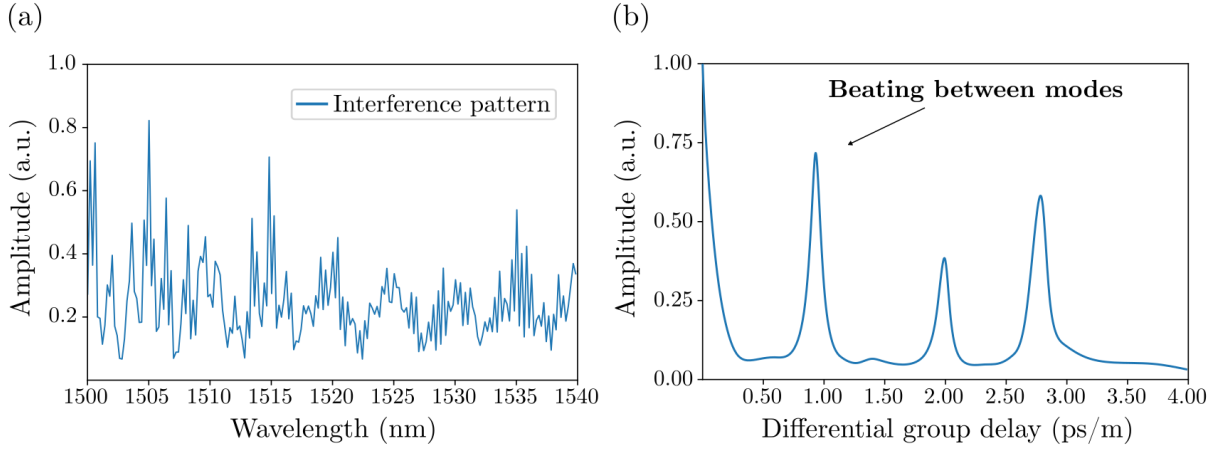 (a)
1.0
0.8
0.6
0.4
0.2
Amplitude (a.u.)
Interference pattern
1500 1505 1510 1515 1520 1525 1530 1535 1540
Wavelength (nm)
(b)
1.00
0.75
0.50
0.25
0.00
Amplitude (a.u.)
Beating between modes
0.50 1.00 1.50 2.00 2.50 3.00 3.50 4.00
Differential group delay (ps/m)